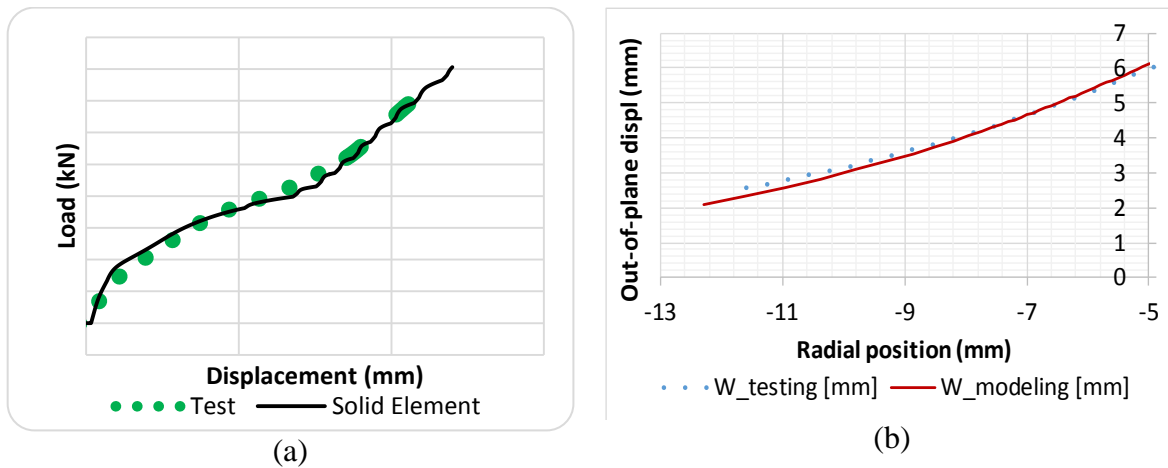 Load (kN)
Displacement (mm)
Test
Solid Element
(a)
Out-of-plane displ (mm)
7
6
5
4
3
2
1
0
-13
-11
-9
-7
-5
Radial position (mm)
W_testing [mm]
W_modeling [mm]
(b)